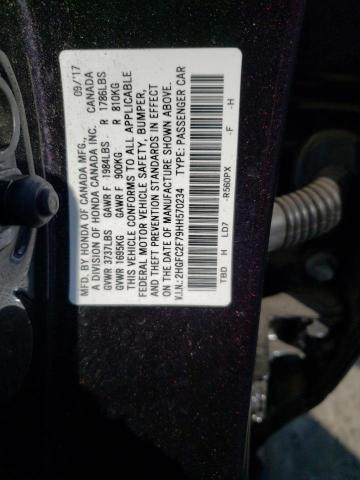 MFD. BY HONDA OF CANADA MFG., 09/'17
A DIVISION OF HONDA CANADA INC. CANADA
GVWR 3737LBS GAWR F 1984LBS R 1786LBS
GVWR 1695KG GAWR F 900KG R 810KG
THIS VEHICLE CONFORMS TO ALL APPLICABLE
FEDERAL MOTOR VEHICLE SAFETY, BUMPER,
AND THEFT PREVENTION STANDARDS IN EFFECT
ON THE DATE OF MANUFACTURE SHOWN ABOVE.
V.I.N.: 2HGFC2F79HH570234 TYPE: PASSENGER CAR
TBD H LD7 -R560PX -F -H